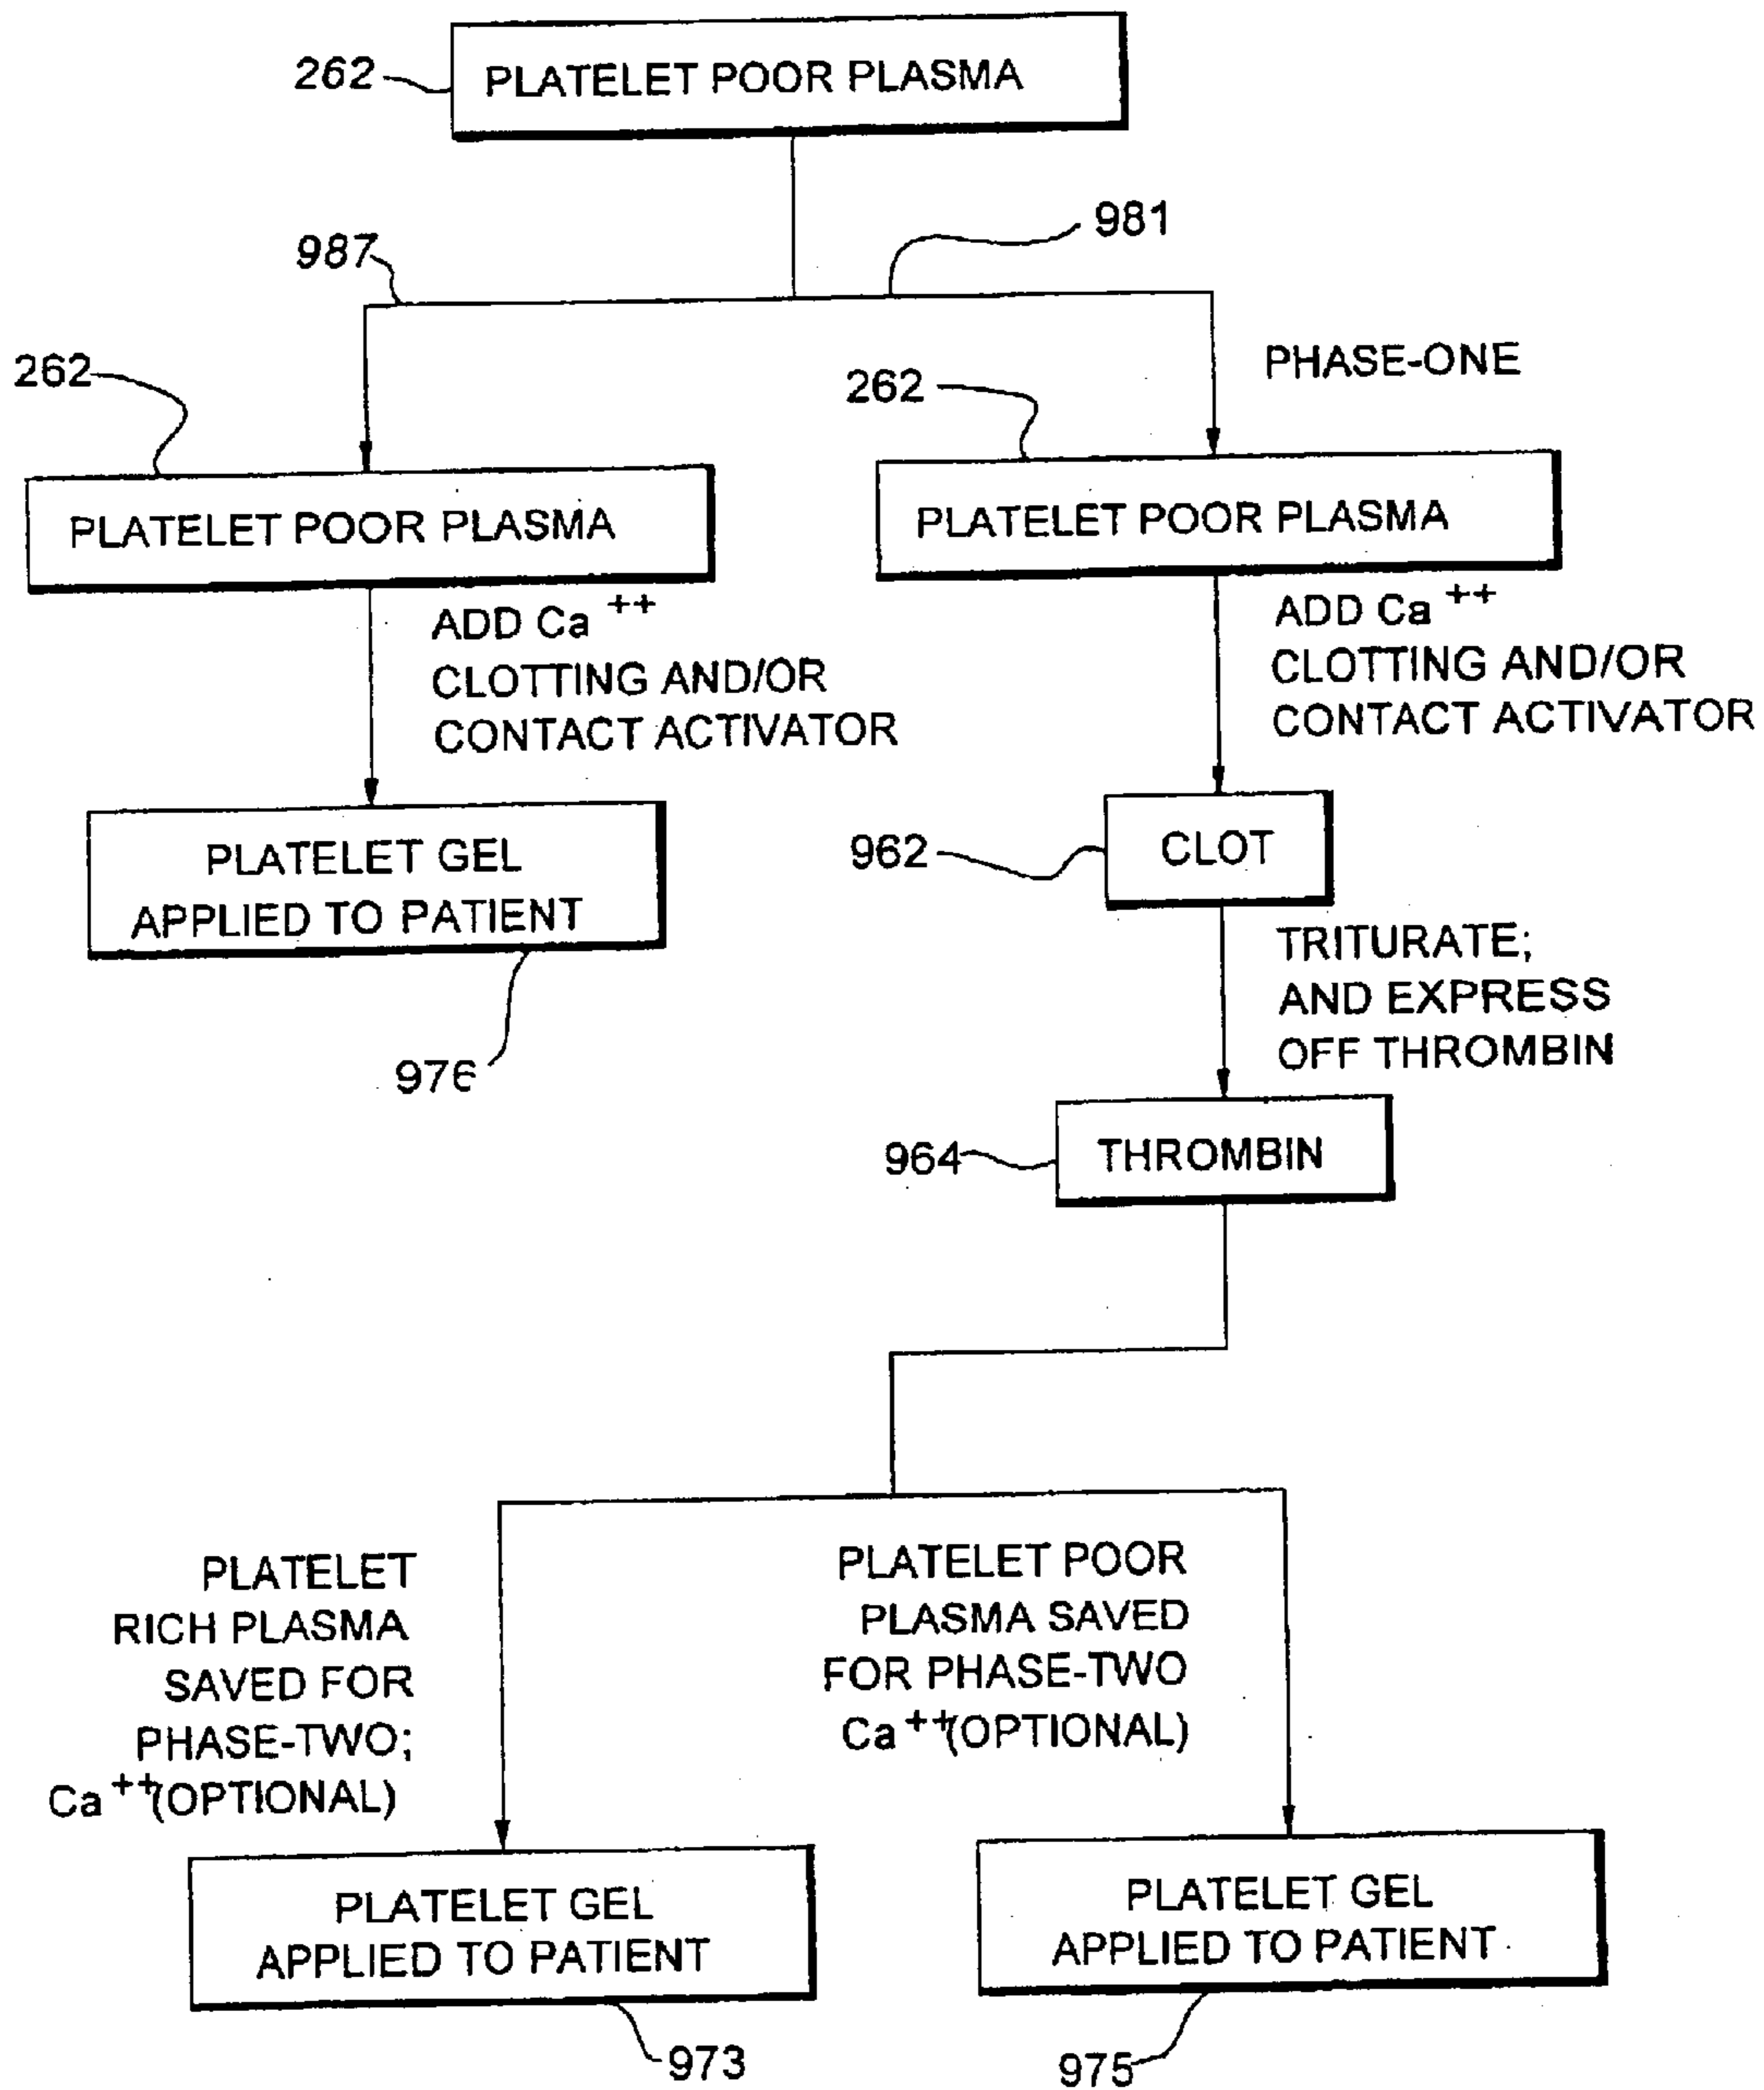 262
PLATELET POOR PLASMA
987
981
PHASE-ONE
262
262
PLATELET POOR PLASMA
PLATELET POOR PLASMA
ADD Ca ++
CLOTTING AND/OR
CONTACT ACTIVATOR
ADD Ca ++
CLOTTING AND/OR
CONTACT ACTIVATOR
PLATELET GEL
APPLIED TO PATIENT
976
962
CLOT
TRITURATE;
AND EXPRESS
OFF THROMBIN
964
THROMBIN
PLATELET
RICH PLASMA
SAVED FOR
PHASE-TWO;
Ca ++(OPTIONAL)
PLATELET POOR
PLASMA SAVED
FOR PHASE-TWO
Ca ++(OPTIONAL)
PLATELET GEL
APPLIED TO PATIENT
973
PLATELET GEL
APPLIED TO PATIENT
975